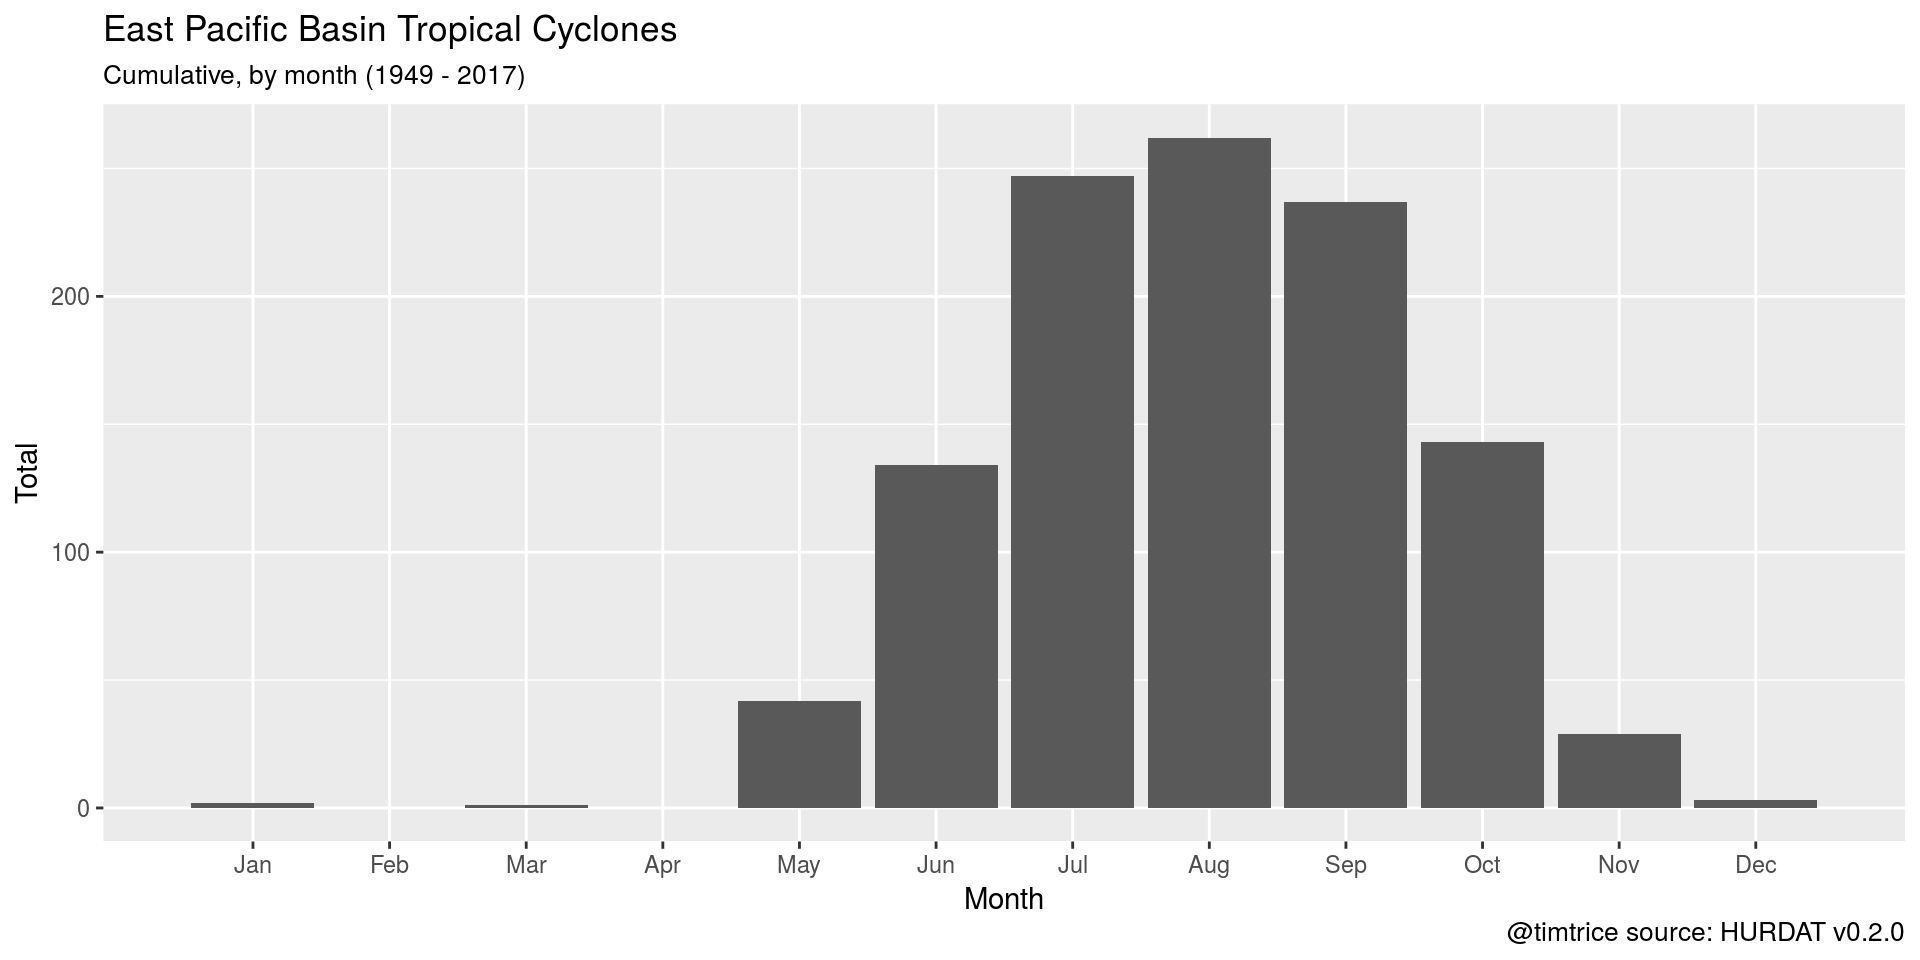 East Pacific Basin Tropical Cyclones
Cumulative, by month (1949 - 2017)
Total
200
100
0
Jan Feb Mar Apr May Jun Jul Aug Sep Oct Nov Dec
Month
@timtrice source: HURDAT v0.2.0